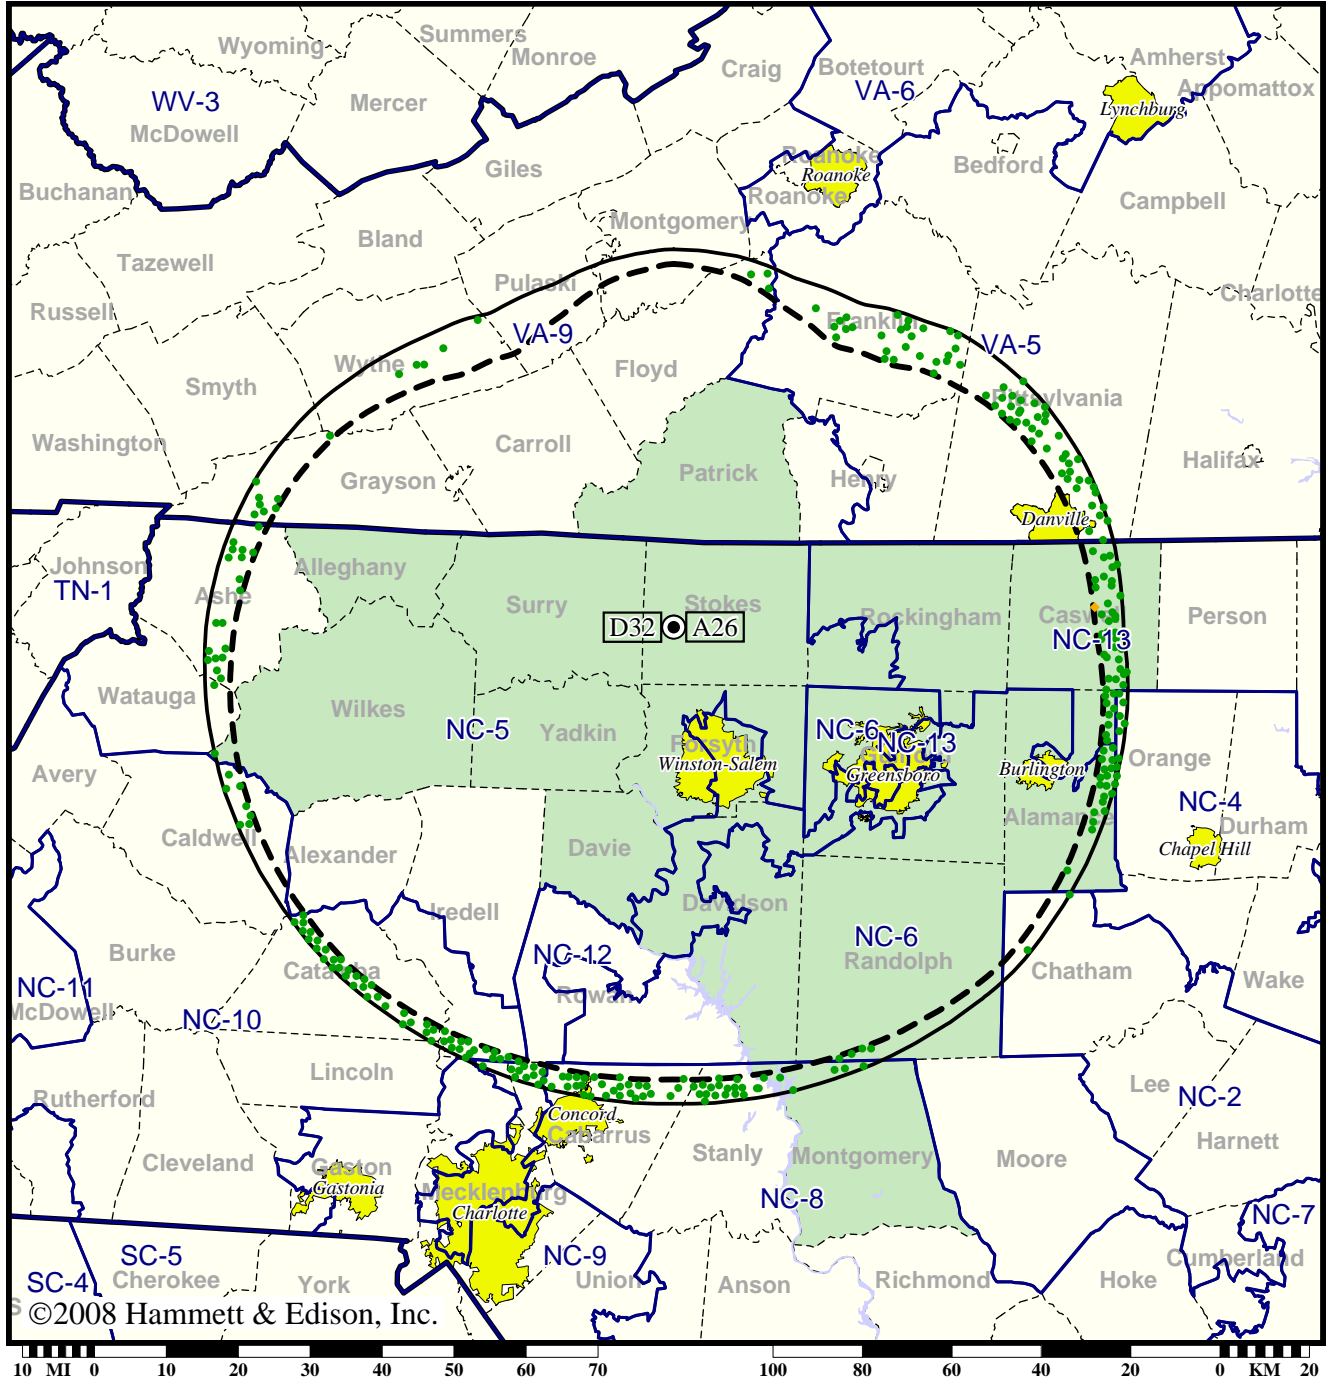 Wyoming
Summers
Monroe
Craig
Botetourt
Amherst
VA-6
Appomattox
WV-3
Mercer
Lynchburg
McDowell
Roanoke
Roanoke
Bedford
Giles
Buchanan
Roanoke
Campbell
Montgomery
Bland
Tazewell
Pulaski
Charlotte
Russell
Franklin
VA-9
VA-5
Wythe
Floyd
Smyth
Pittsylvania
Washington
Carroll
Halifax
Grayson
Patrick
Henry
Danville
Johnson
Alleghany
TN-1
Ashe
Surry
Stokes
Rockingham
Caswell
Person
D32
A26
NC-13
Watauga
Wilkes
NC-5
Yadkin
NC-6
NC-13
Forsyth
Guilford
Orange
Winston-Salem
Greensboro
Burlington
Avery
NC-4
Alamance
Durham
Caldwell
Alexander
Davie
Chapel Hill
Iredell
Davidson
NC-6
Burke
NC-12
Randolph
Catawba
Chatham
Wake
NC-11
McDowell
Rowan
NC-10
Lincoln
Lee
Rutherford
NC-2
Concord
Cabarrus
Harnett
Cleveland
Gaston
Stanly
Montgomery
Moore
Gastonia
Mecklenburg
NC-8
Charlotte
NC-7
SC-5
NC-9
Cumberland
SC-4
Cherokee
York
Union
Anson
Richmond
Hoke
S
©2008 Hammett & Edison, Inc.
10 MI 0 10 20 30 40 50 60 70 100 80 60 40 20 0 KM 20